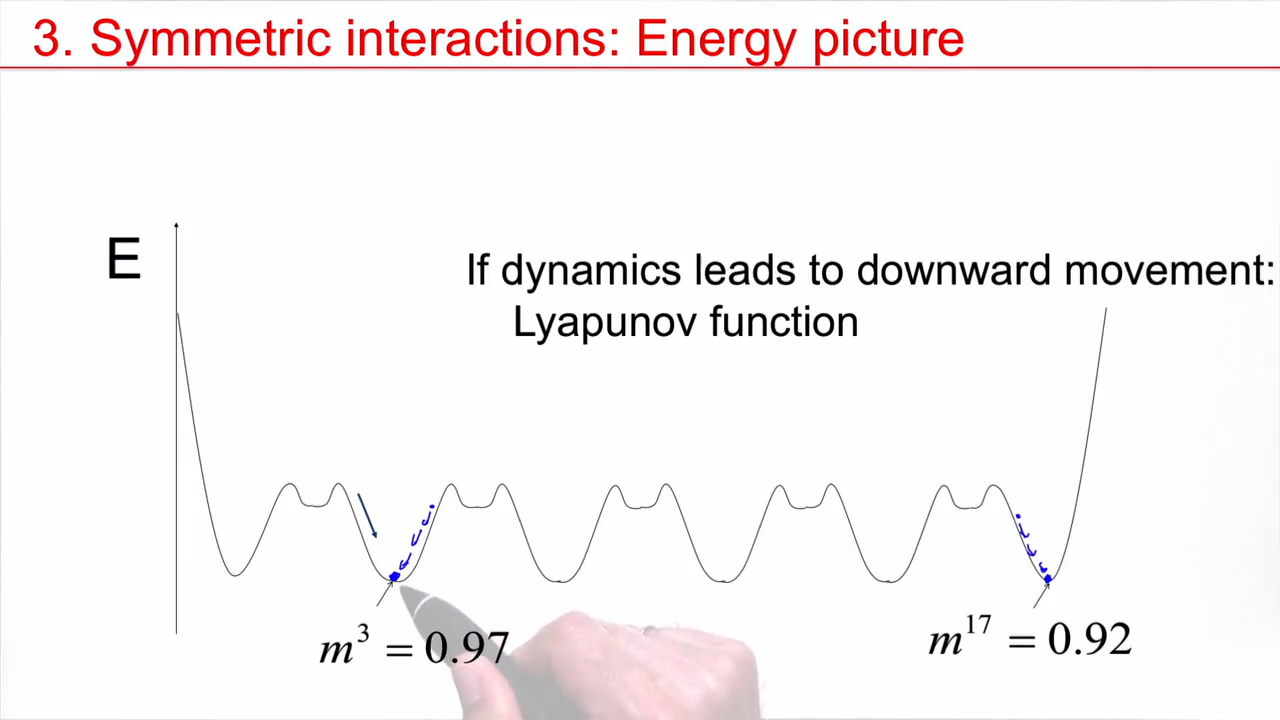 3. Symmetric interactions: Energy picture
E
If dynamics leads to downward movement:
Lyapunov function
m³ = 0.97
m¹⁷ = 0.92